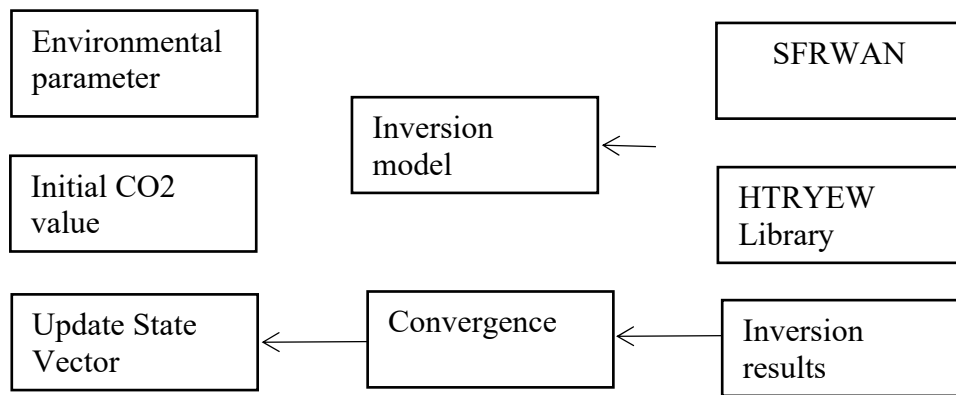 Environmental
parameter
SFRWAN
Inversion
model
Initial CO2
value
HTRYEW
Library
Update State
Vector
Convergence
Inversion
results